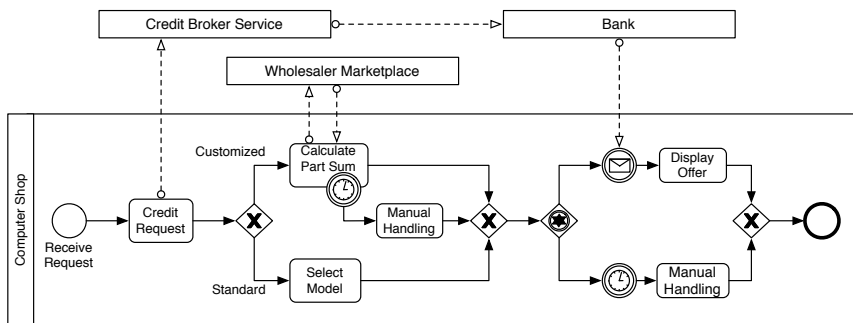 Credit Broker Service
Bank
Wholesaler Marketplace
Computer Shop
Customized
Calculate
Part Sum
Display
Offer
Credit
Request
Manual
Handling
Receive
Request
Standard
Select
Model
Manual
Handling